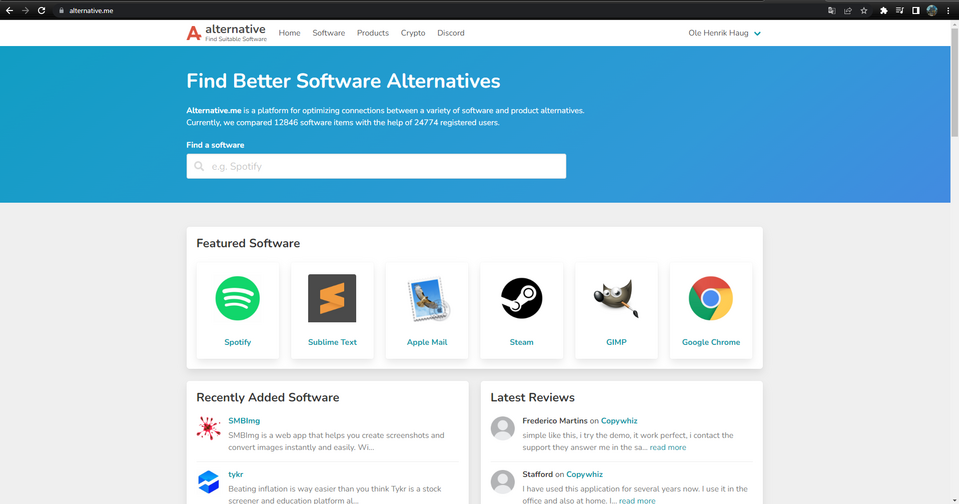 alternative.me
alternative
Find Suitable Software
Home
Software
Products
Crypto
Discord
Ole Henrik Haug
Find Better Software Alternatives
Alternative.me is a platform for optimizing connections between a variety of software and product alternatives.
Currently, we compared 12846 software items with the help of 24774 registered users.
Find a software
e.g. Spotify
Featured Software
Spotify
Sublime Text
Apple Mail
Steam
GIMP
Google Chrome
Recently Added Software
SMBImg
SMBImg is a web app that helps you create screenshots and
convert images instantly and easily. Wi...
tykr
Beating inflation is way easier than you think Tykr is a stock
screener and education platform al...
Latest Reviews
Frederico Martins on Copywhiz
simple like this, i try the demo, it work perfect, i contact the
support they answer me in the sa... read more
Stafford on Copywhiz
I have used this application for several years now. I use it in the
office and also at home. I... read more